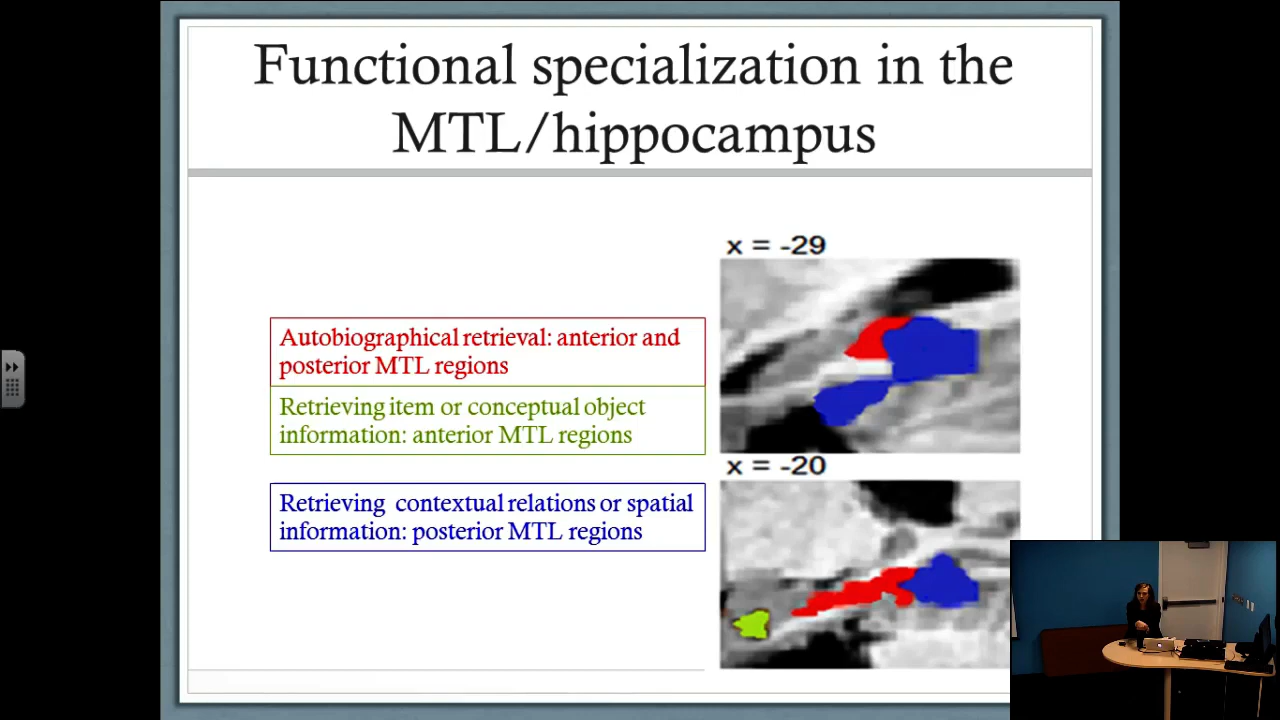 Functional specialization in the
MTL/hippocampus
x = -29
Autobiographical retrieval: anterior and
posterior MTL regions
Retrieving item or conceptual object
information: anterior MTL regions
x = -20
Retrieving contextual relations or spatial
information: posterior MTL regions